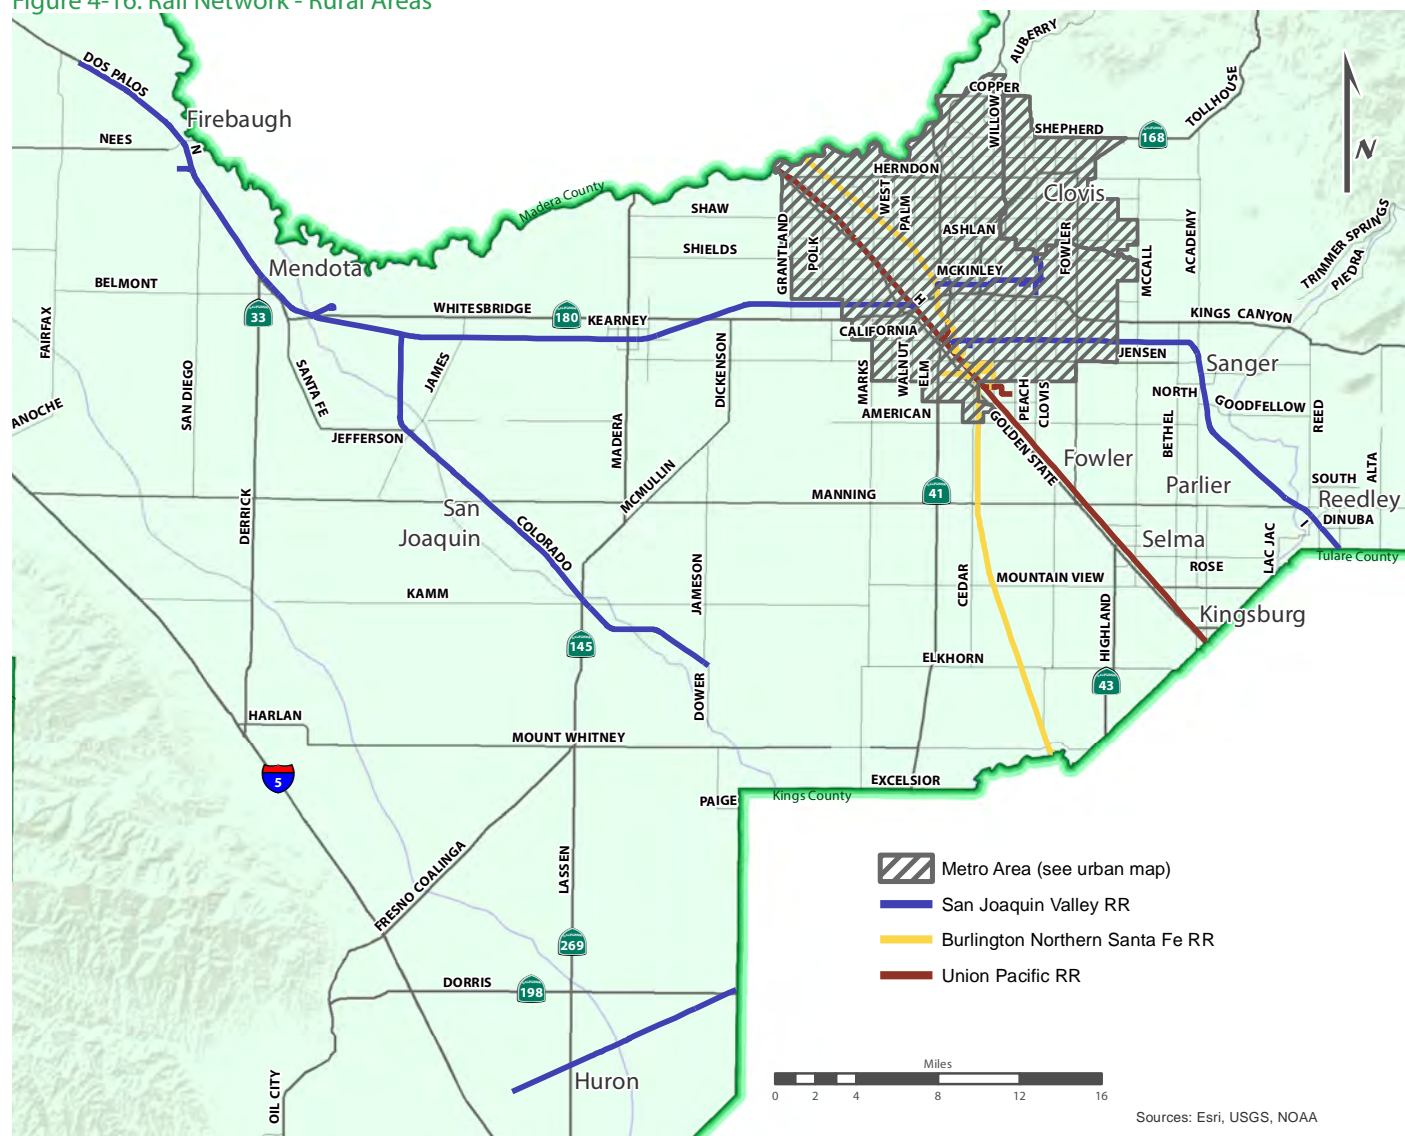 Figure 4-16: Rail Network - Rural Areas
DOS PALOS
Firebaugh
NEES
N
Madera County
AUBERRY
COPPER
WILLOW
SHEPHERD
168
TOLLHOUSE
N
HERNDON
WEST
PALM
Clovis
SHAW
SHIELDS
GRANTLAND
POLK
ASHLAN
FOWLER
MCKINLEY
MCCALL
ACADEMY
TRIMMER SPRINGS
PIEDRA
Mendota
BELMONT
33
WHITESBRIDGE
180
KEARNEY
H
CALIFORNIA
KINGS CANYON
FAIRFAX
SAN DIEGO
SANTA FE
JAMES
DICKENSON
MARKS
WALNUT
ELM
JENSEN
Sanger
NORTH
GOODFELLOW
REED
ANOCHE
JEFFERSON
MADERA
AMERICAN
PEACH
CLOVIS
GOLDEN STATE
BETHEL
Fowler
SOUTH
ALTA
DERRICK
San
Joaquin
MCMULLIN
MANNING
41
Parlier
Reedley
DINUBA
I
COLORADO
Selma
LAC JAC
Tulare County
ROSE
KAMM
JAMESON
CEDAR
MOUNTAIN VIEW
HIGHLAND
Kingsburg
145
ELKHORN
43
DOWER
HARLAN
MOUNT WHITNEY
5
EXCELSIOR
PAIGE
Kings County
FRESNO COALINGA
LASSEN
269
DORRIS
198
OIL CITY
Huron
Metro Area (see urban map)
San Joaquin Valley RR
Burlington Northern Santa Fe RR
Union Pacific RR
Miles
0 2 4 8 12 16
Sources: Esri, USGS, NOAA